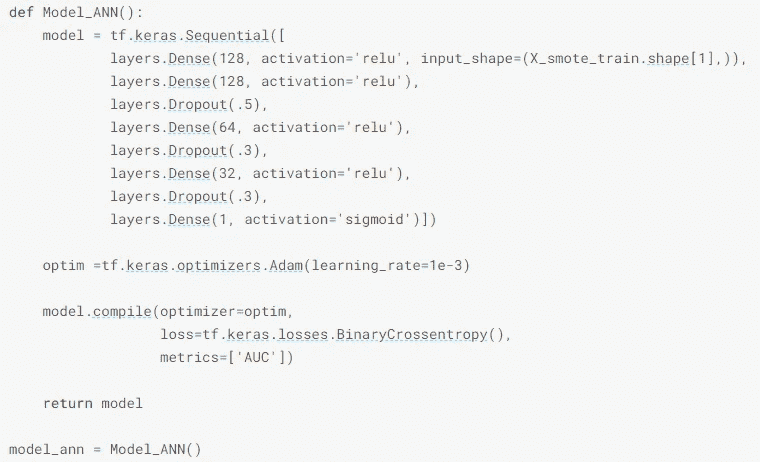 def Model_ANN():
    model = tf.keras.Sequential([
            layers.Dense(128, activation='relu', input_shape=(X_smote_train.shape[1],)),
            layers.Dense(128, activation='relu'),
            layers.Dropout(.5),
            layers.Dense(64, activation='relu'),
            layers.Dropout(.3),
            layers.Dense(32, activation='relu'),
            layers.Dropout(.3),
            layers.Dense(1, activation='sigmoid')])
    optim =tf.keras.optimizers.Adam(learning_rate=1e-3)
    model.compile(optimizer=optim,
                  loss=tf.keras.losses.BinaryCrossentropy(),
                  metrics=['AUC'])
    return model
model_ann = Model_ANN()